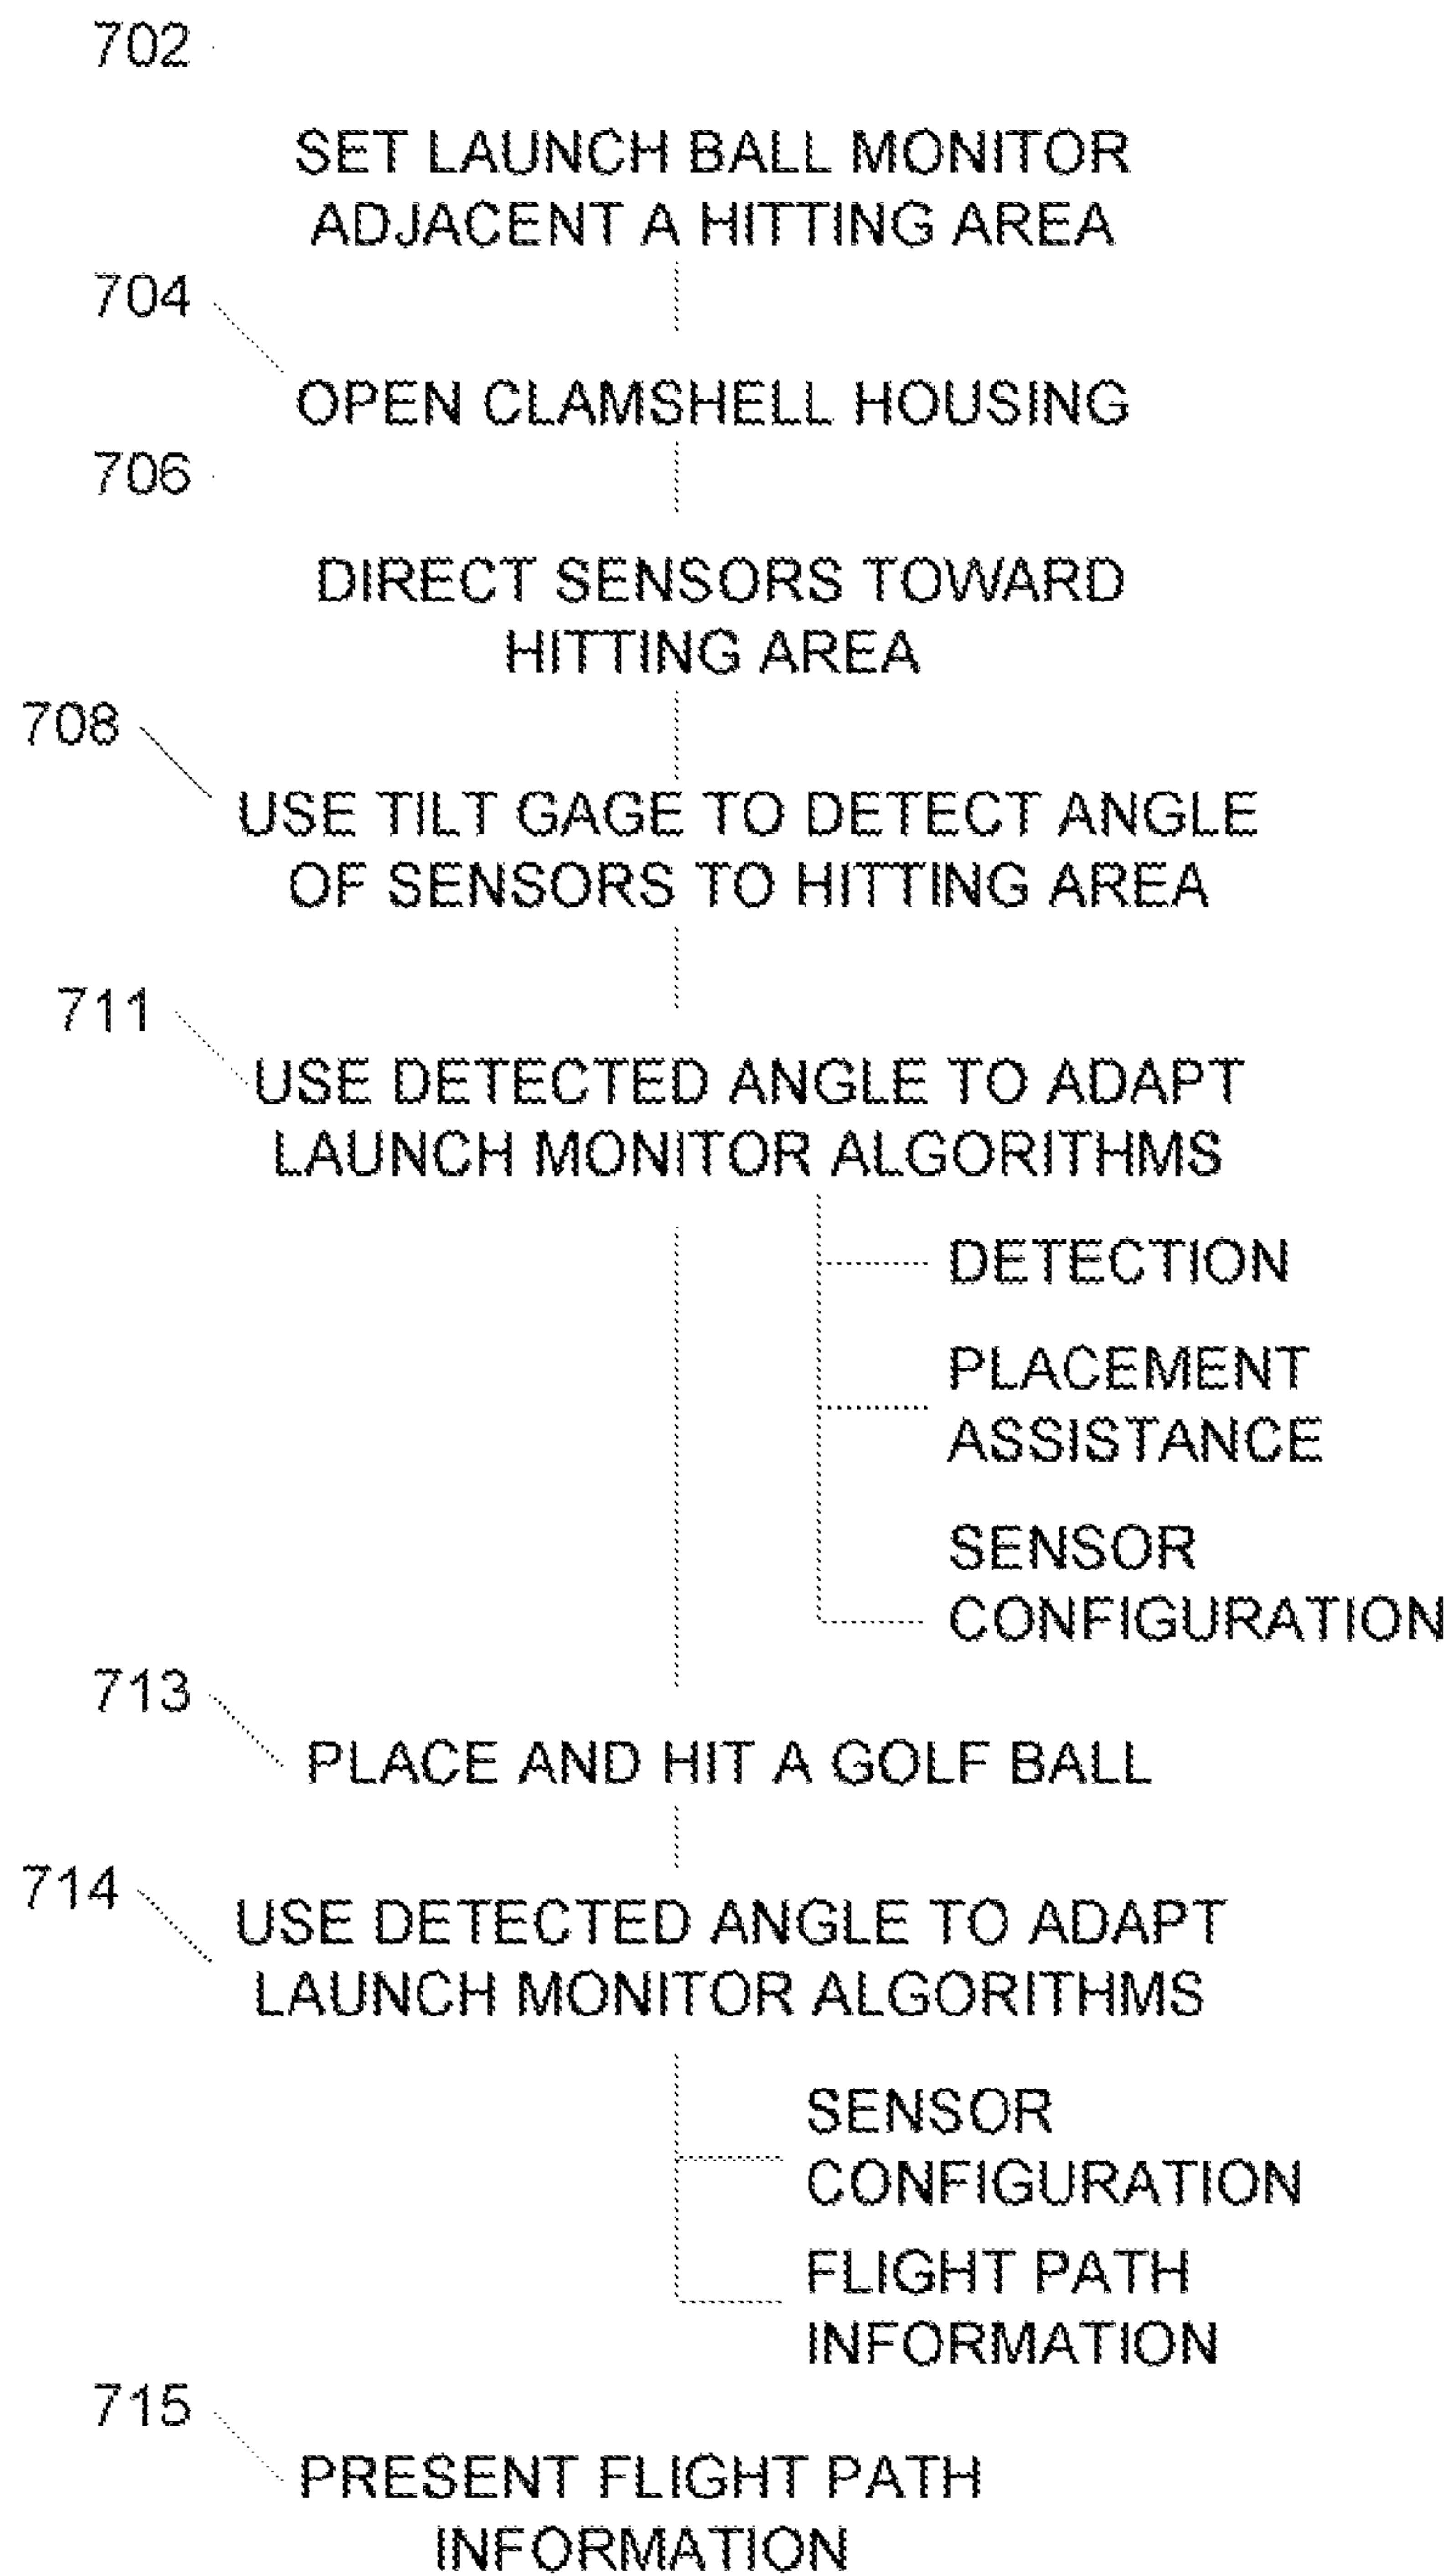 702
SET LAUNCH BALL MONITOR
ADJACENT A HITTING AREA
704
OPEN CLAMSHELL HOUSING
706
DIRECT SENSORS TOWARD
HITTING AREA
708
USE TILT GAGE TO DETECT ANGLE
OF SENSORS TO HITTING AREA
711
USE DETECTED ANGLE TO ADAPT
LAUNCH MONITOR ALGORITHMS
DETECTION
PLACEMENT
ASSISTANCE
SENSOR
CONFIGURATION
713
PLACE AND HIT A GOLF BALL
714
USE DETECTED ANGLE TO ADAPT
LAUNCH MONITOR ALGORITHMS
SENSOR
CONFIGURATION
FLIGHT PATH
INFORMATION
715
PRESENT FLIGHT PATH
INFORMATION